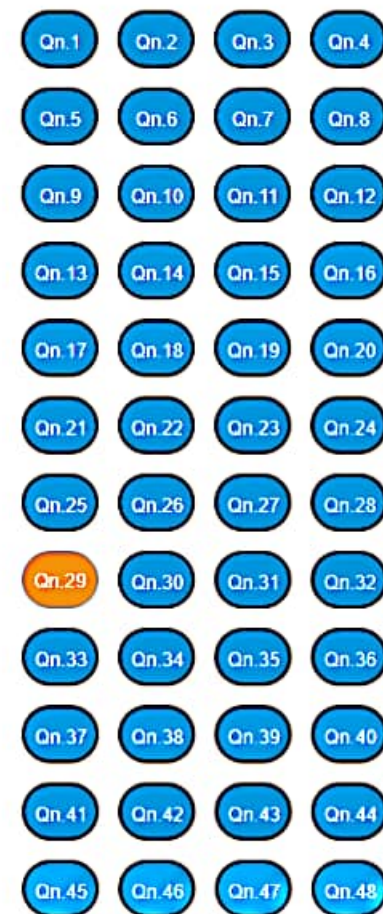 Qn.1 Qn.2 Qn.3 Qn.4
Qn.5 Qn.6 Qn.7 Qn.8
Qn.9 Qn.10 Qn.11 Qn.12
Qn.13 Qn.14 Qn.15 Qn.16
Qn.17 Qn.18 Qn.19 Qn.20
Qn.21 Qn.22 Qn.23 Qn.24
Qn.25 Qn.26 Qn.27 Qn.28
Qn.29 Qn.30 Qn.31 Qn.32
Qn.33 Qn.34 Qn.35 Qn.36
Qn.37 Qn.38 Qn.39 Qn.40
Qn.41 Qn.42 Qn.43 Qn.44
Qn.45 Qn.46 Qn.47 Qn.48